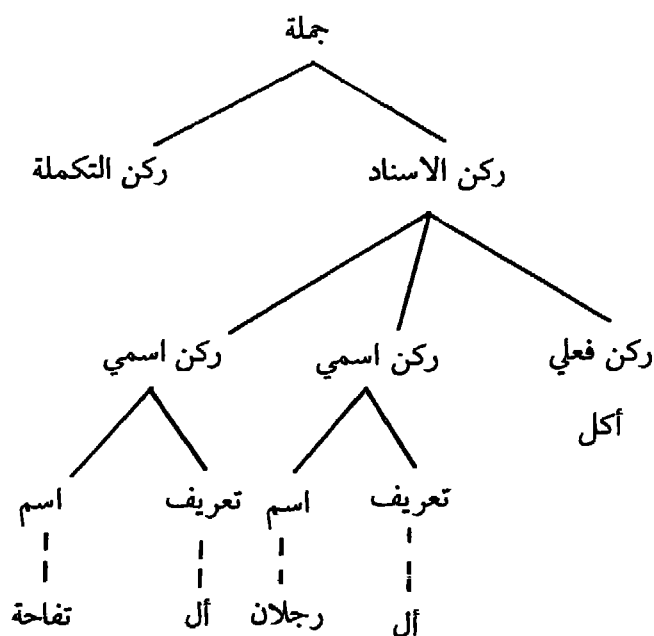 جملة
ركن الاسناد ركن التكملة
ركن فعلي ركن اسمي ركن اسمي
أكل
تعريف اسم تعريف اسم
أل رجلان أل تفاحة